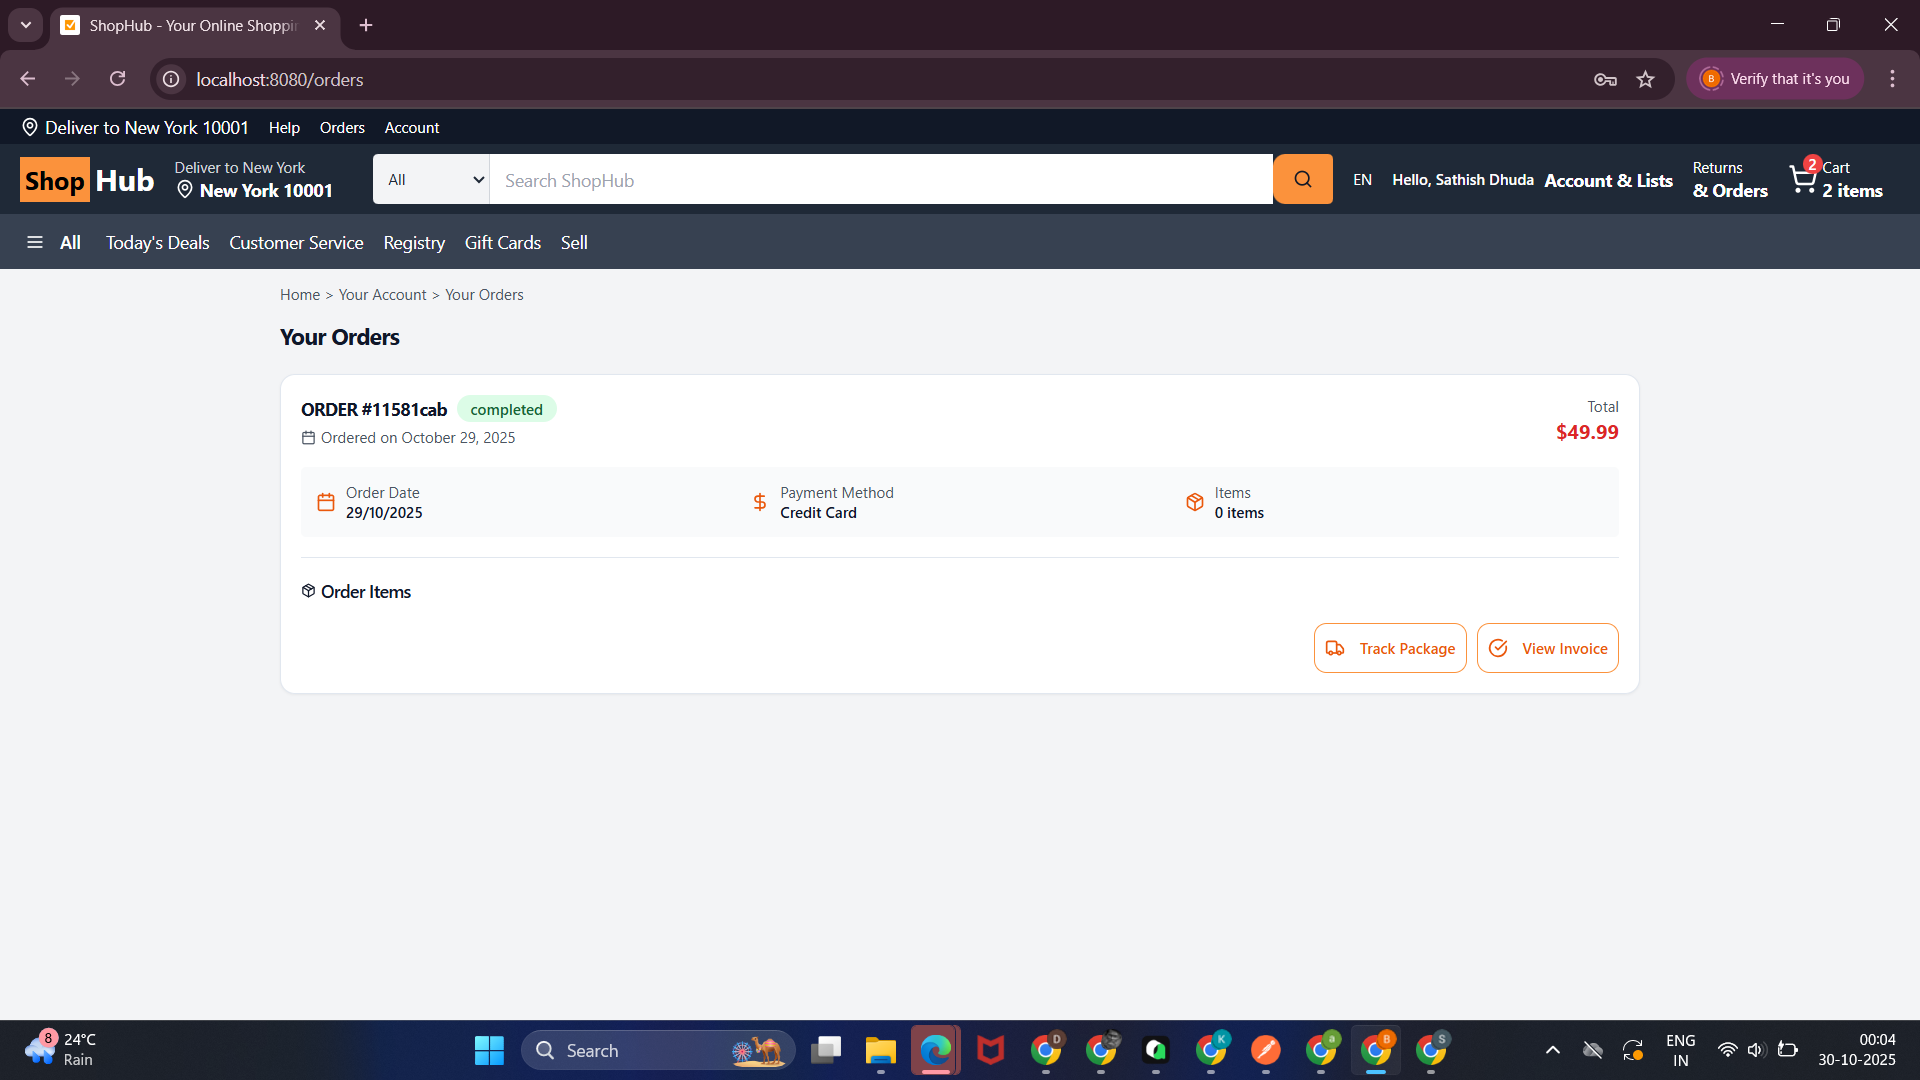 ShopHub - Your Online Shoppin
localhost:8080/orders
B
Verify that it's you
Deliver to New York 10001
Help
Orders
Account
Shop Hub
Deliver to New York
New York 10001
All
Search ShopHub
EN
Hello, Sathish Dhuda
Account & Lists
Returns
& Orders
2
Cart
2 items
All
Today's Deals
Customer Service
Registry
Gift Cards
Sell
Home > Your Account > Your Orders
Your Orders
ORDER #11581cab
completed
Ordered on October 29, 2025
Total
$49.99
Order Date
29/10/2025
Payment Method
Credit Card
Items
0 items
Order Items
Track Package
View Invoice
8
24°C
Rain
Search
D
K
a
B
S
ENG
IN
00:04
30-10-2025